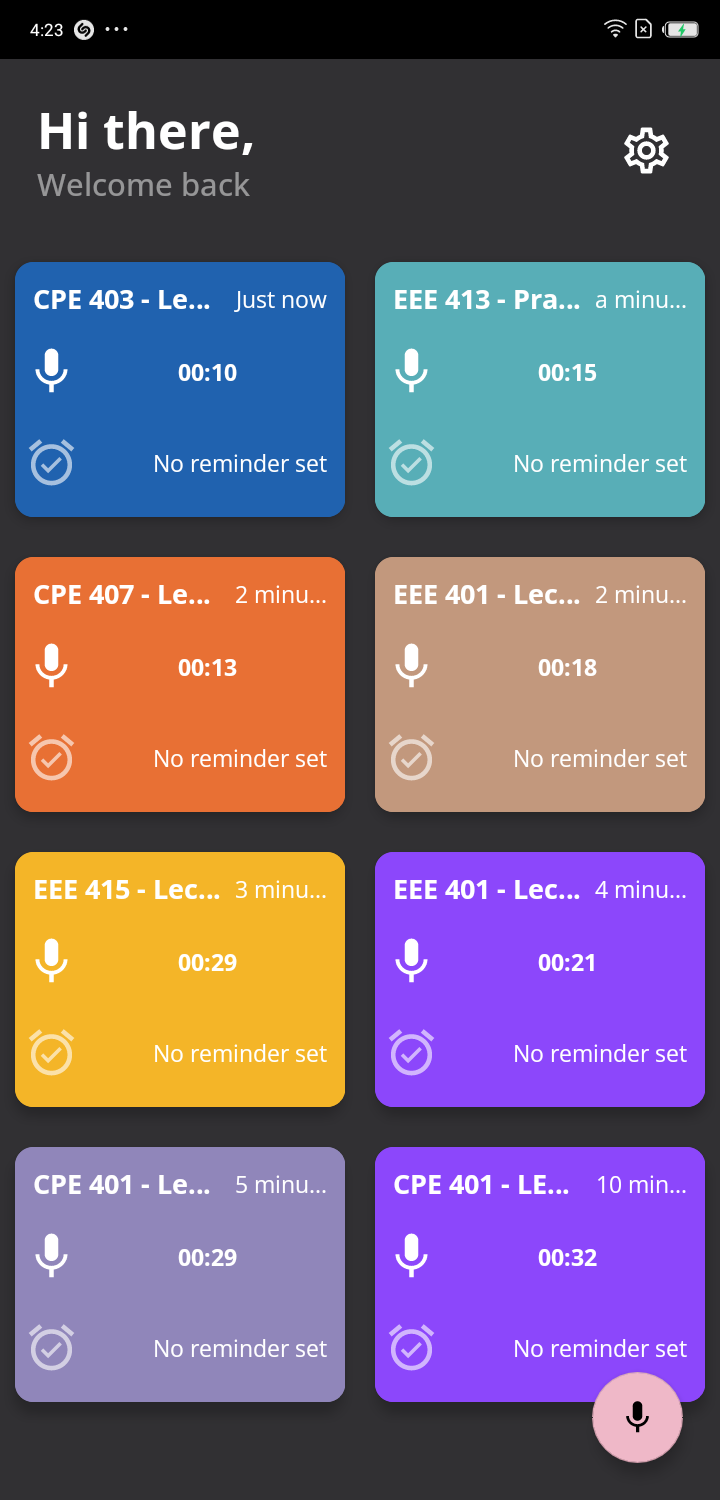 4:23
Hi there,
Welcome back
CPE 403 - Le... Just now
00:10
No reminder set
EEE 413 - Pra... a minu...
00:15
No reminder set
CPE 407 - Le... 2 minu...
00:13
No reminder set
EEE 401 - Lec... 2 minu...
00:18
No reminder set
EEE 415 - Lec... 3 minu...
00:29
No reminder set
EEE 401 - Lec... 4 minu...
00:21
No reminder set
CPE 401 - Le... 5 minu...
00:29
No reminder set
CPE 401 - LE... 10 min...
00:32
No reminder set